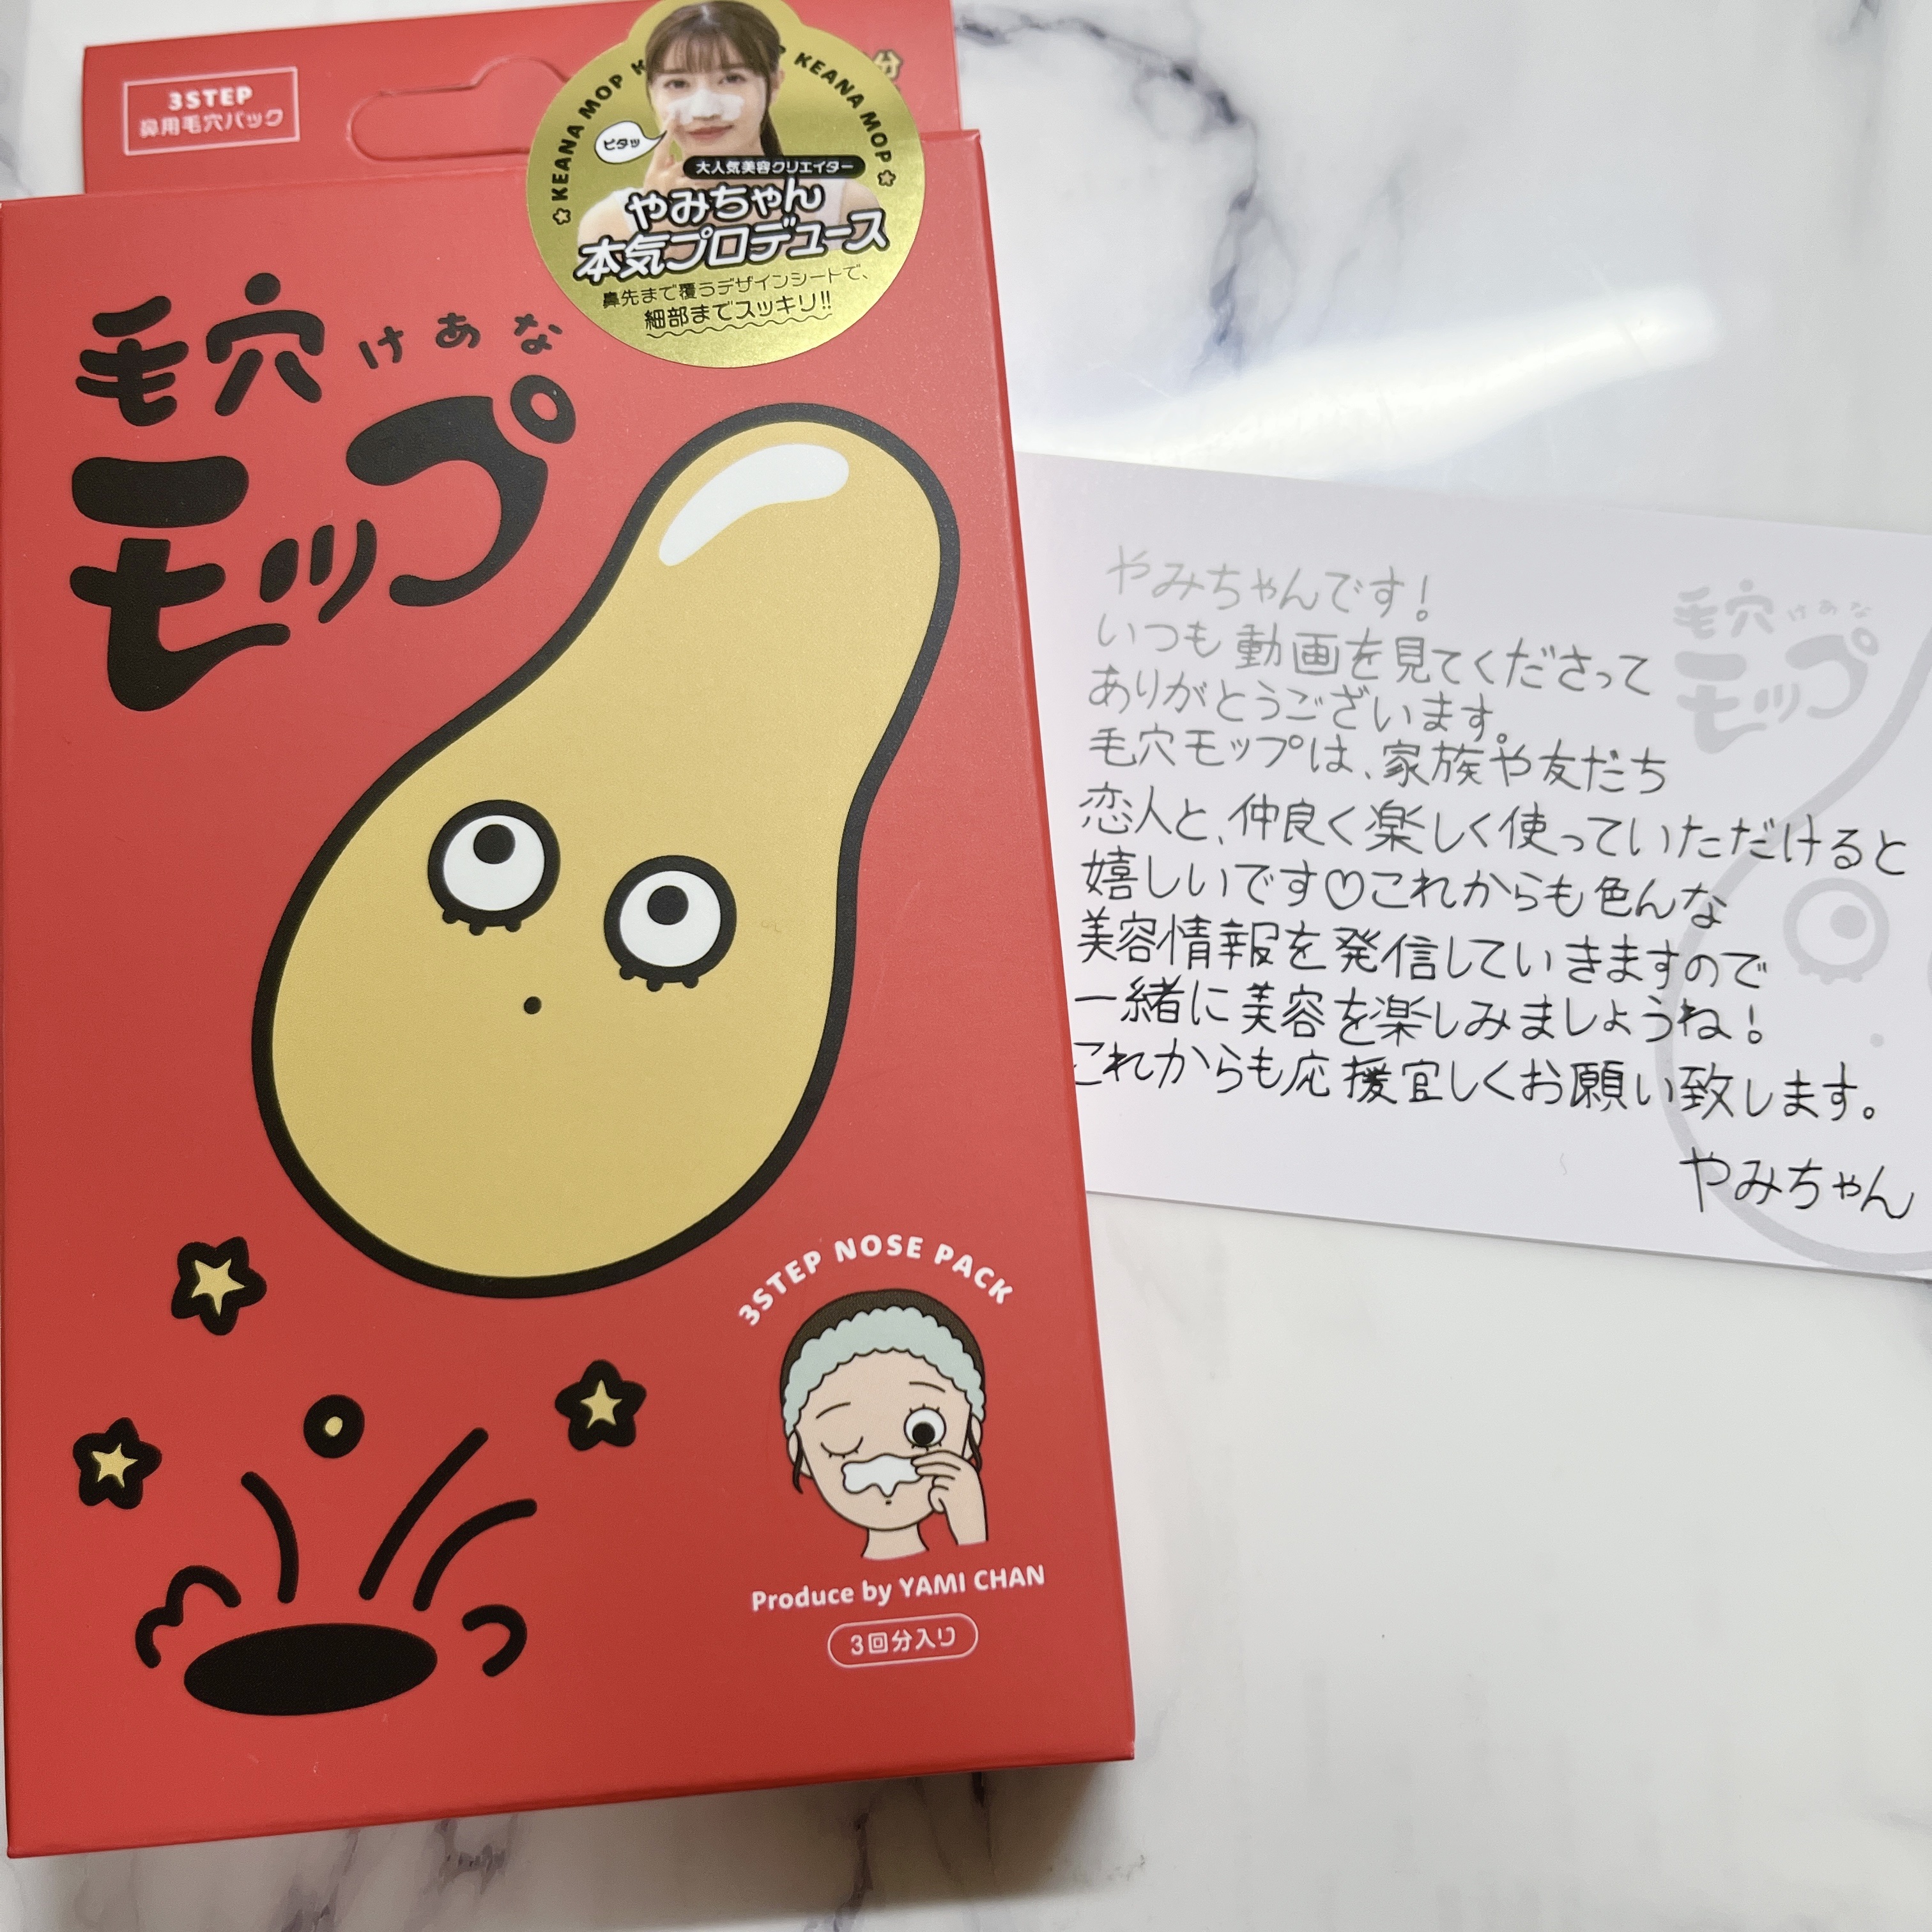 3STEP
鼻用毛穴パック
分
KEANA MOP
KEANA MOP
ピタッ
大人気美容クリエイター
やみちゃん
本気プロデュース
鼻先まで覆うデザインシートで、
細部までスッキリ!!
毛穴けあな
モップ
3STEP NOSE PACK
Produce by YAMI CHAN
3回分入り
やみちゃんです!
いつも動画を見てくださって
ありがとうございます。
毛穴モップは、家族や友だち
恋人と、仲良く楽しく使っていただけると
嬉しいです♡これからも色んな
美容情報を発信していきますので
一緒に美容を楽しみましょうね!
これからも応援宜しくお願い致します。
やみちゃん
毛穴けあな
モップ